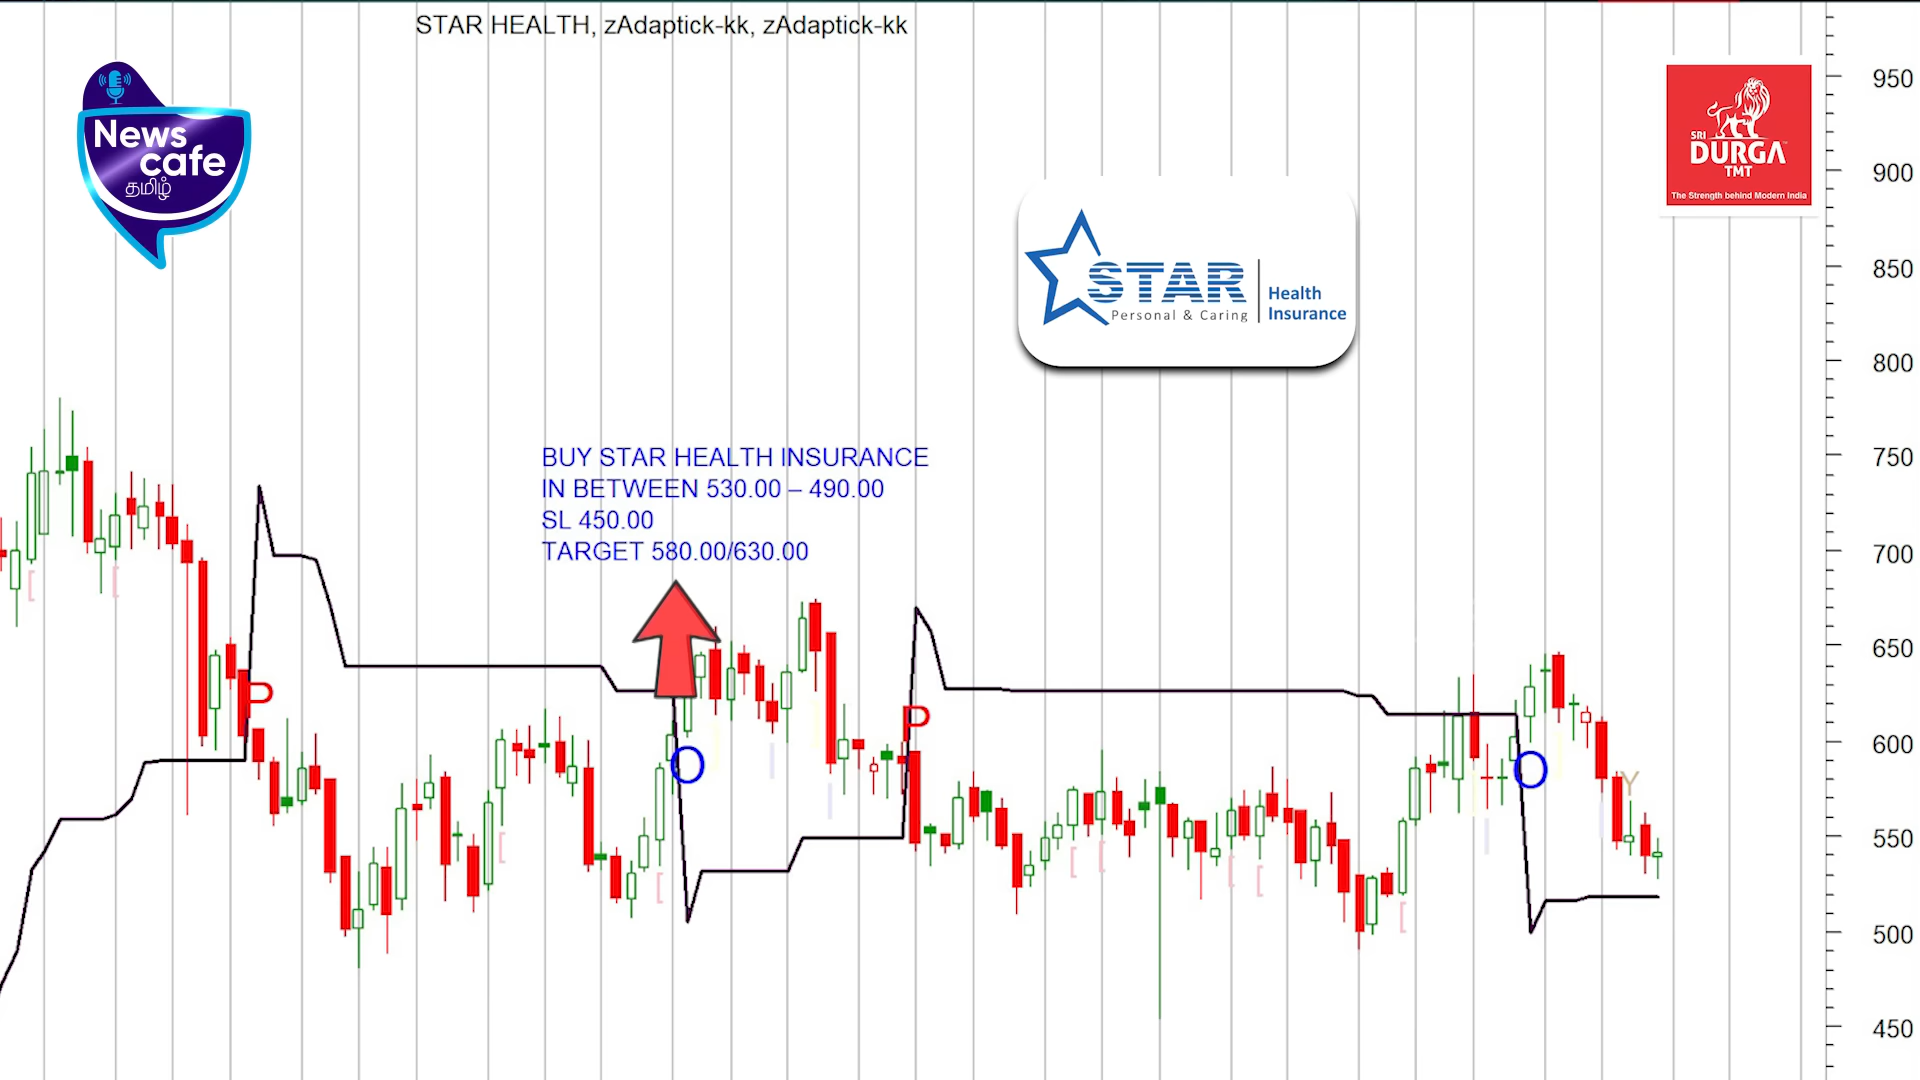 STAR HEALTH, zAdaptick-kk, zAdaptick-kk
News
cafe
தமிழ்
SRI
DURGA
TMT
The Strength behind Modern India
STAR
Personal & Caring
Health
Insurance
BUY STAR HEALTH INSURANCE
IN BETWEEN 530.00 – 490.00
SL 450.00
TARGET 580.00/630.00
P
O
P
O
Y
950
900
850
800
750
700
650
600
550
500
450